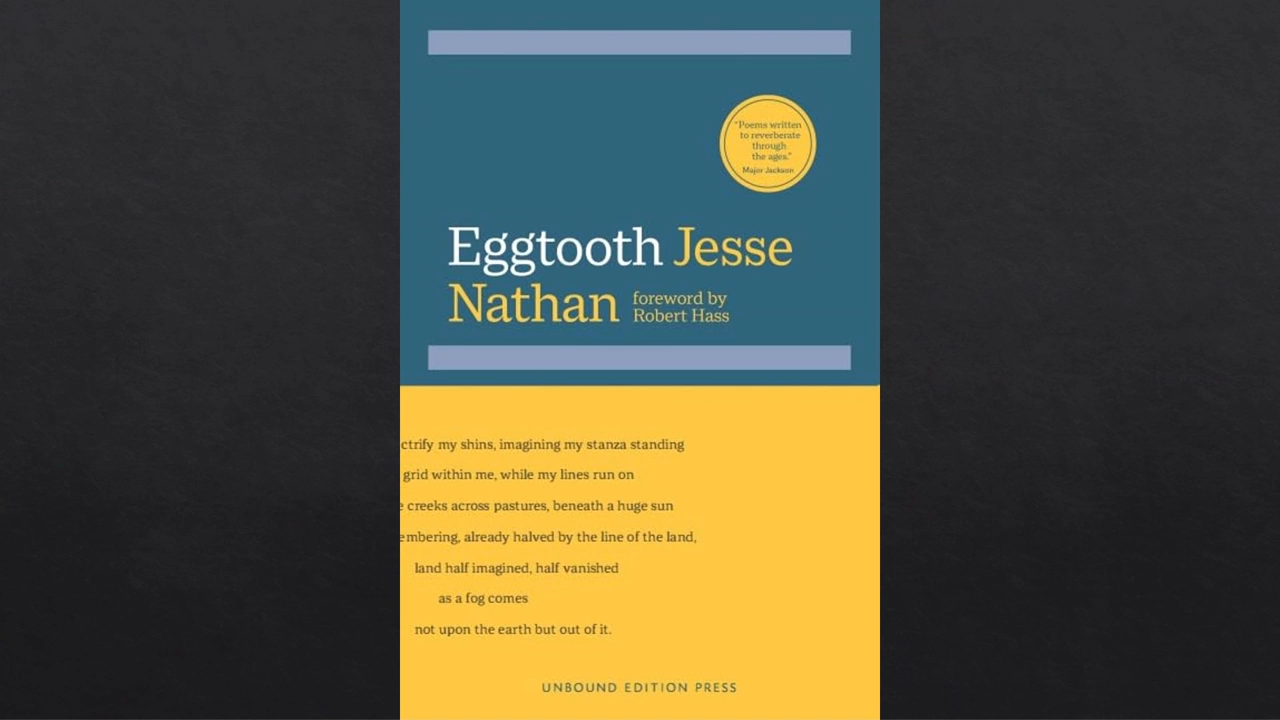 "Poems written
to reverberate
through
the ages."
Major Jackson
Eggtooth Jesse
Nathan foreword by
Robert Hass
ctrify my shins, imagining my stanza standing
grid within me, while my lines run on
e creeks across pastures, beneath a huge sun
embering, already halved by the line of the land,
land half imagined, half vanished
as a fog comes
not upon the earth but out of it.
UNBOUND EDITION PRESS